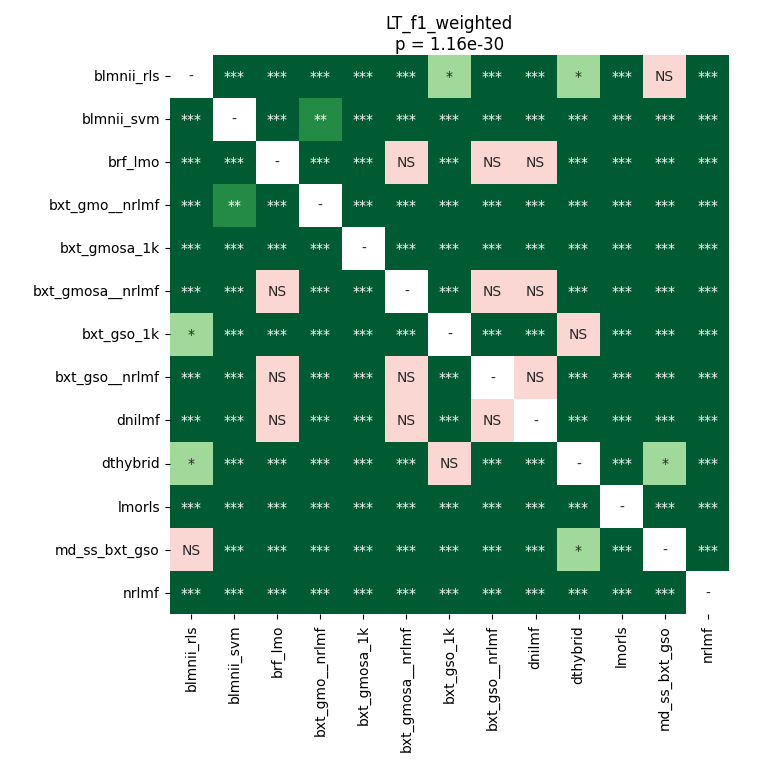 LT_f1_weighted
p = 1.16e-30
blmnii_rls - *** *** *** *** *** * *** *** * *** NS ***
blmnii_svm *** - *** ** *** *** *** *** *** *** *** *** ***
brf_lmo *** *** - *** *** NS *** NS NS *** *** *** ***
bxt_gmo__nrlmf *** ** *** - *** *** *** *** *** *** *** *** ***
bxt_gmosa_1k *** *** *** *** - *** *** *** *** *** *** *** ***
bxt_gmosa__nrlmf *** *** NS *** *** - *** NS NS *** *** *** ***
bxt_gso_1k * *** *** *** *** *** - *** *** NS *** *** ***
bxt_gso__nrlmf *** *** NS *** *** NS *** - NS *** *** *** ***
dnilmf *** *** NS *** *** NS *** NS - *** *** *** ***
dthybrid * *** *** *** *** *** NS *** *** - *** * ***
lmorls *** *** *** *** *** *** *** *** *** *** - *** ***
md_ss_bxt_gso NS *** *** *** *** *** *** *** *** * *** - ***
nrlmf *** *** *** *** *** *** *** *** *** *** *** *** -
blmnii_rls
blmnii_svm
brf_lmo
bxt_gmo__nrlmf
bxt_gmosa_1k
bxt_gmosa__nrlmf
bxt_gso_1k
bxt_gso__nrlmf
dnilmf
dthybrid
lmorls
md_ss_bxt_gso
nrlmf